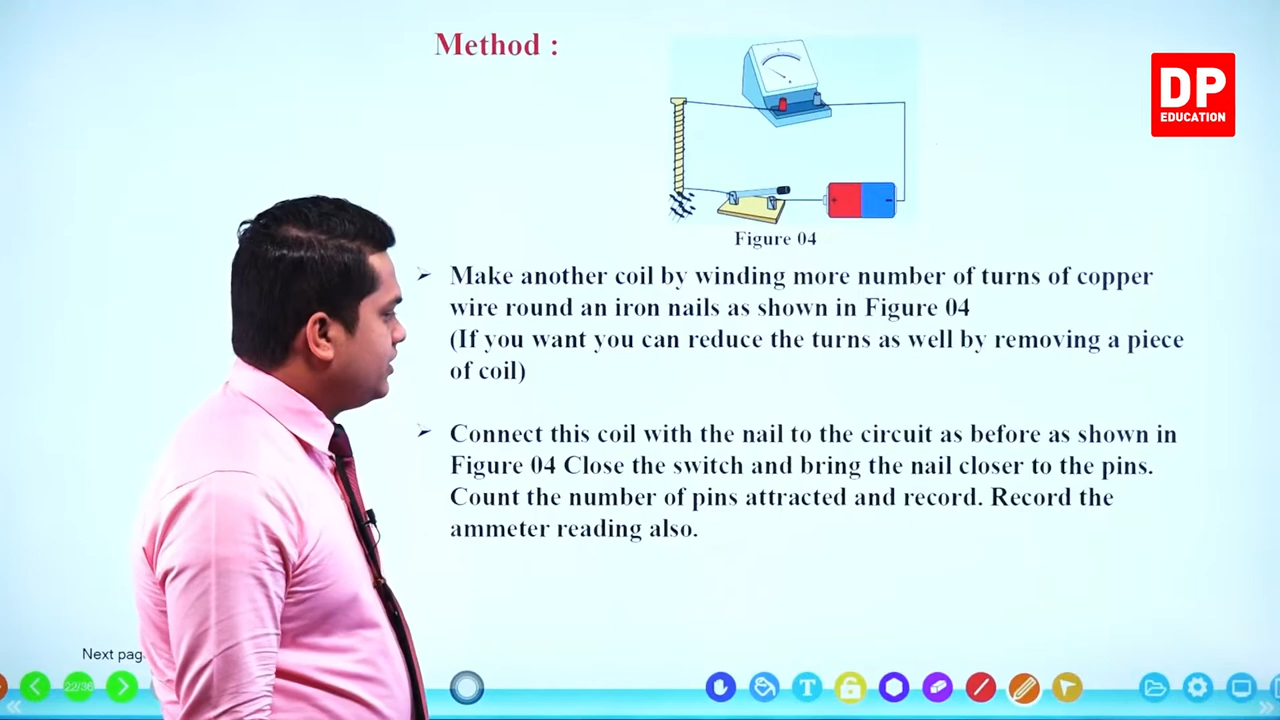 Method :
DP
EDUCATION
Figure 04
➢ Make another coil by winding more number of turns of copper
wire round an iron nails as shown in Figure 04
(If you want you can reduce the turns as well by removing a piece
of coil)
➢ Connect this coil with the nail to the circuit as before as shown in
Figure 04 Close the switch and bring the nail closer to the pins.
Count the number of pins attracted and record. Record the
ammeter reading also.
Next pag
22/36
T